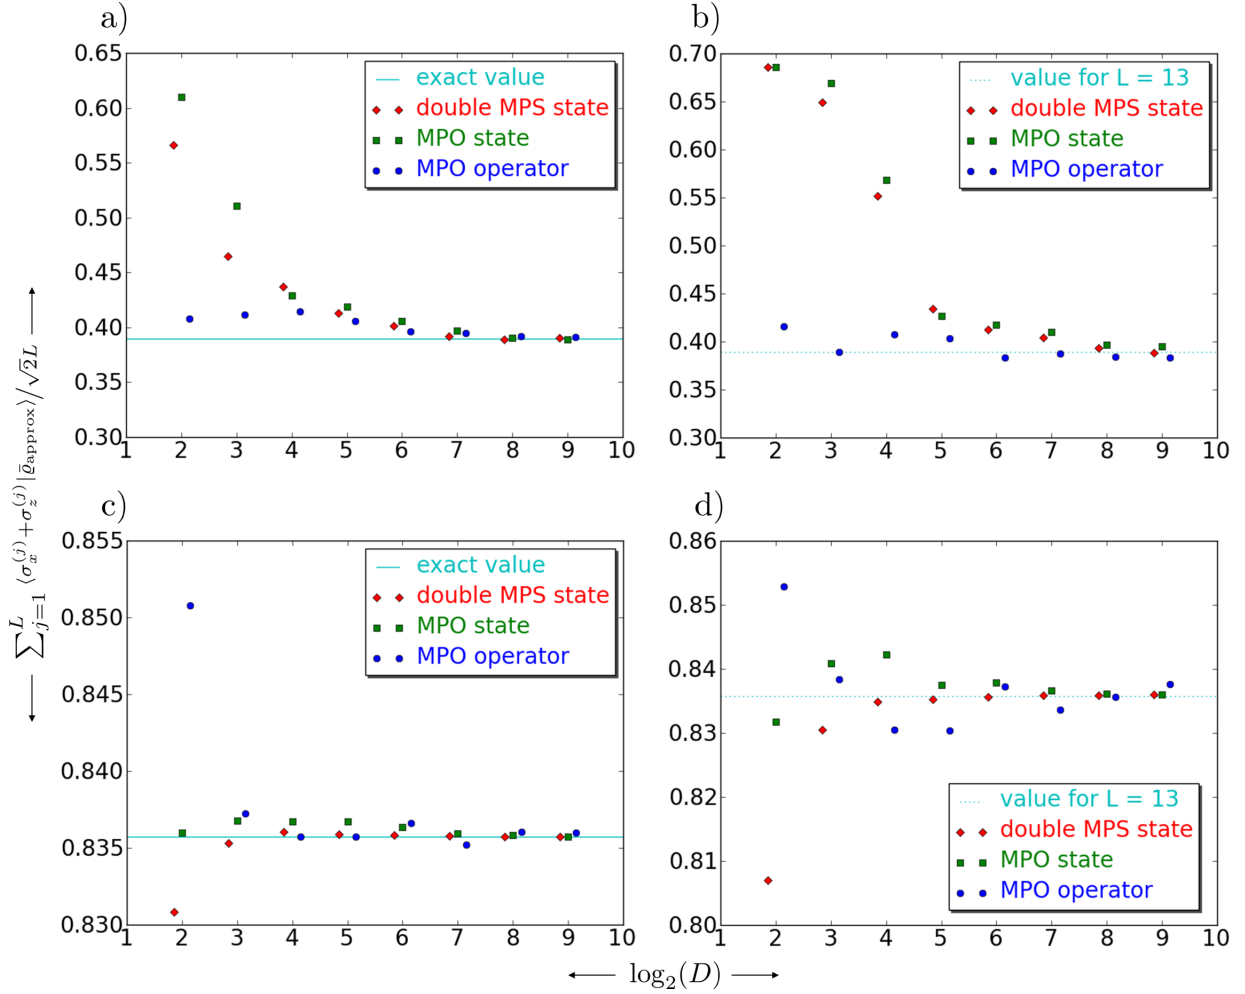 a)
0.65
0.60
0.55
0.50
0.45
0.40
0.35
0.30
1 2 3 4 5 6 7 8 9 10
exact value
double MPS state
MPO state
MPO operator
b)
0.70
0.65
0.60
0.55
0.50
0.45
0.40
0.35
0.30
1 2 3 4 5 6 7 8 9 10
value for L = 13
double MPS state
MPO state
MPO operator
c)
0.855
0.850
0.845
0.840
0.835
0.830
1 2 3 4 5 6 7 8 9 10
exact value
double MPS state
MPO state
MPO operator
d)
0.86
0.85
0.84
0.83
0.82
0.81
0.80
1 2 3 4 5 6 7 8 9 10
value for L = 13
double MPS state
MPO state
MPO operator
← ∑_{j=1}^{L} ⟨σ_x^{(j)} + σ_z^{(j)} | ϱ̄_{approx}⟩/√2L →
← log₂(D) →